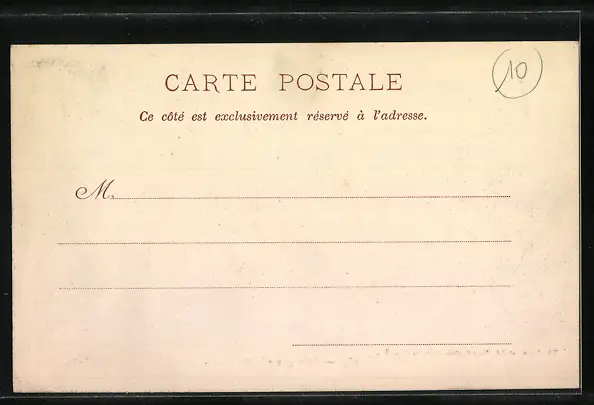 CARTE POSTALE
10
Ce côté est exclusivement réservé à l'adresse.
M.